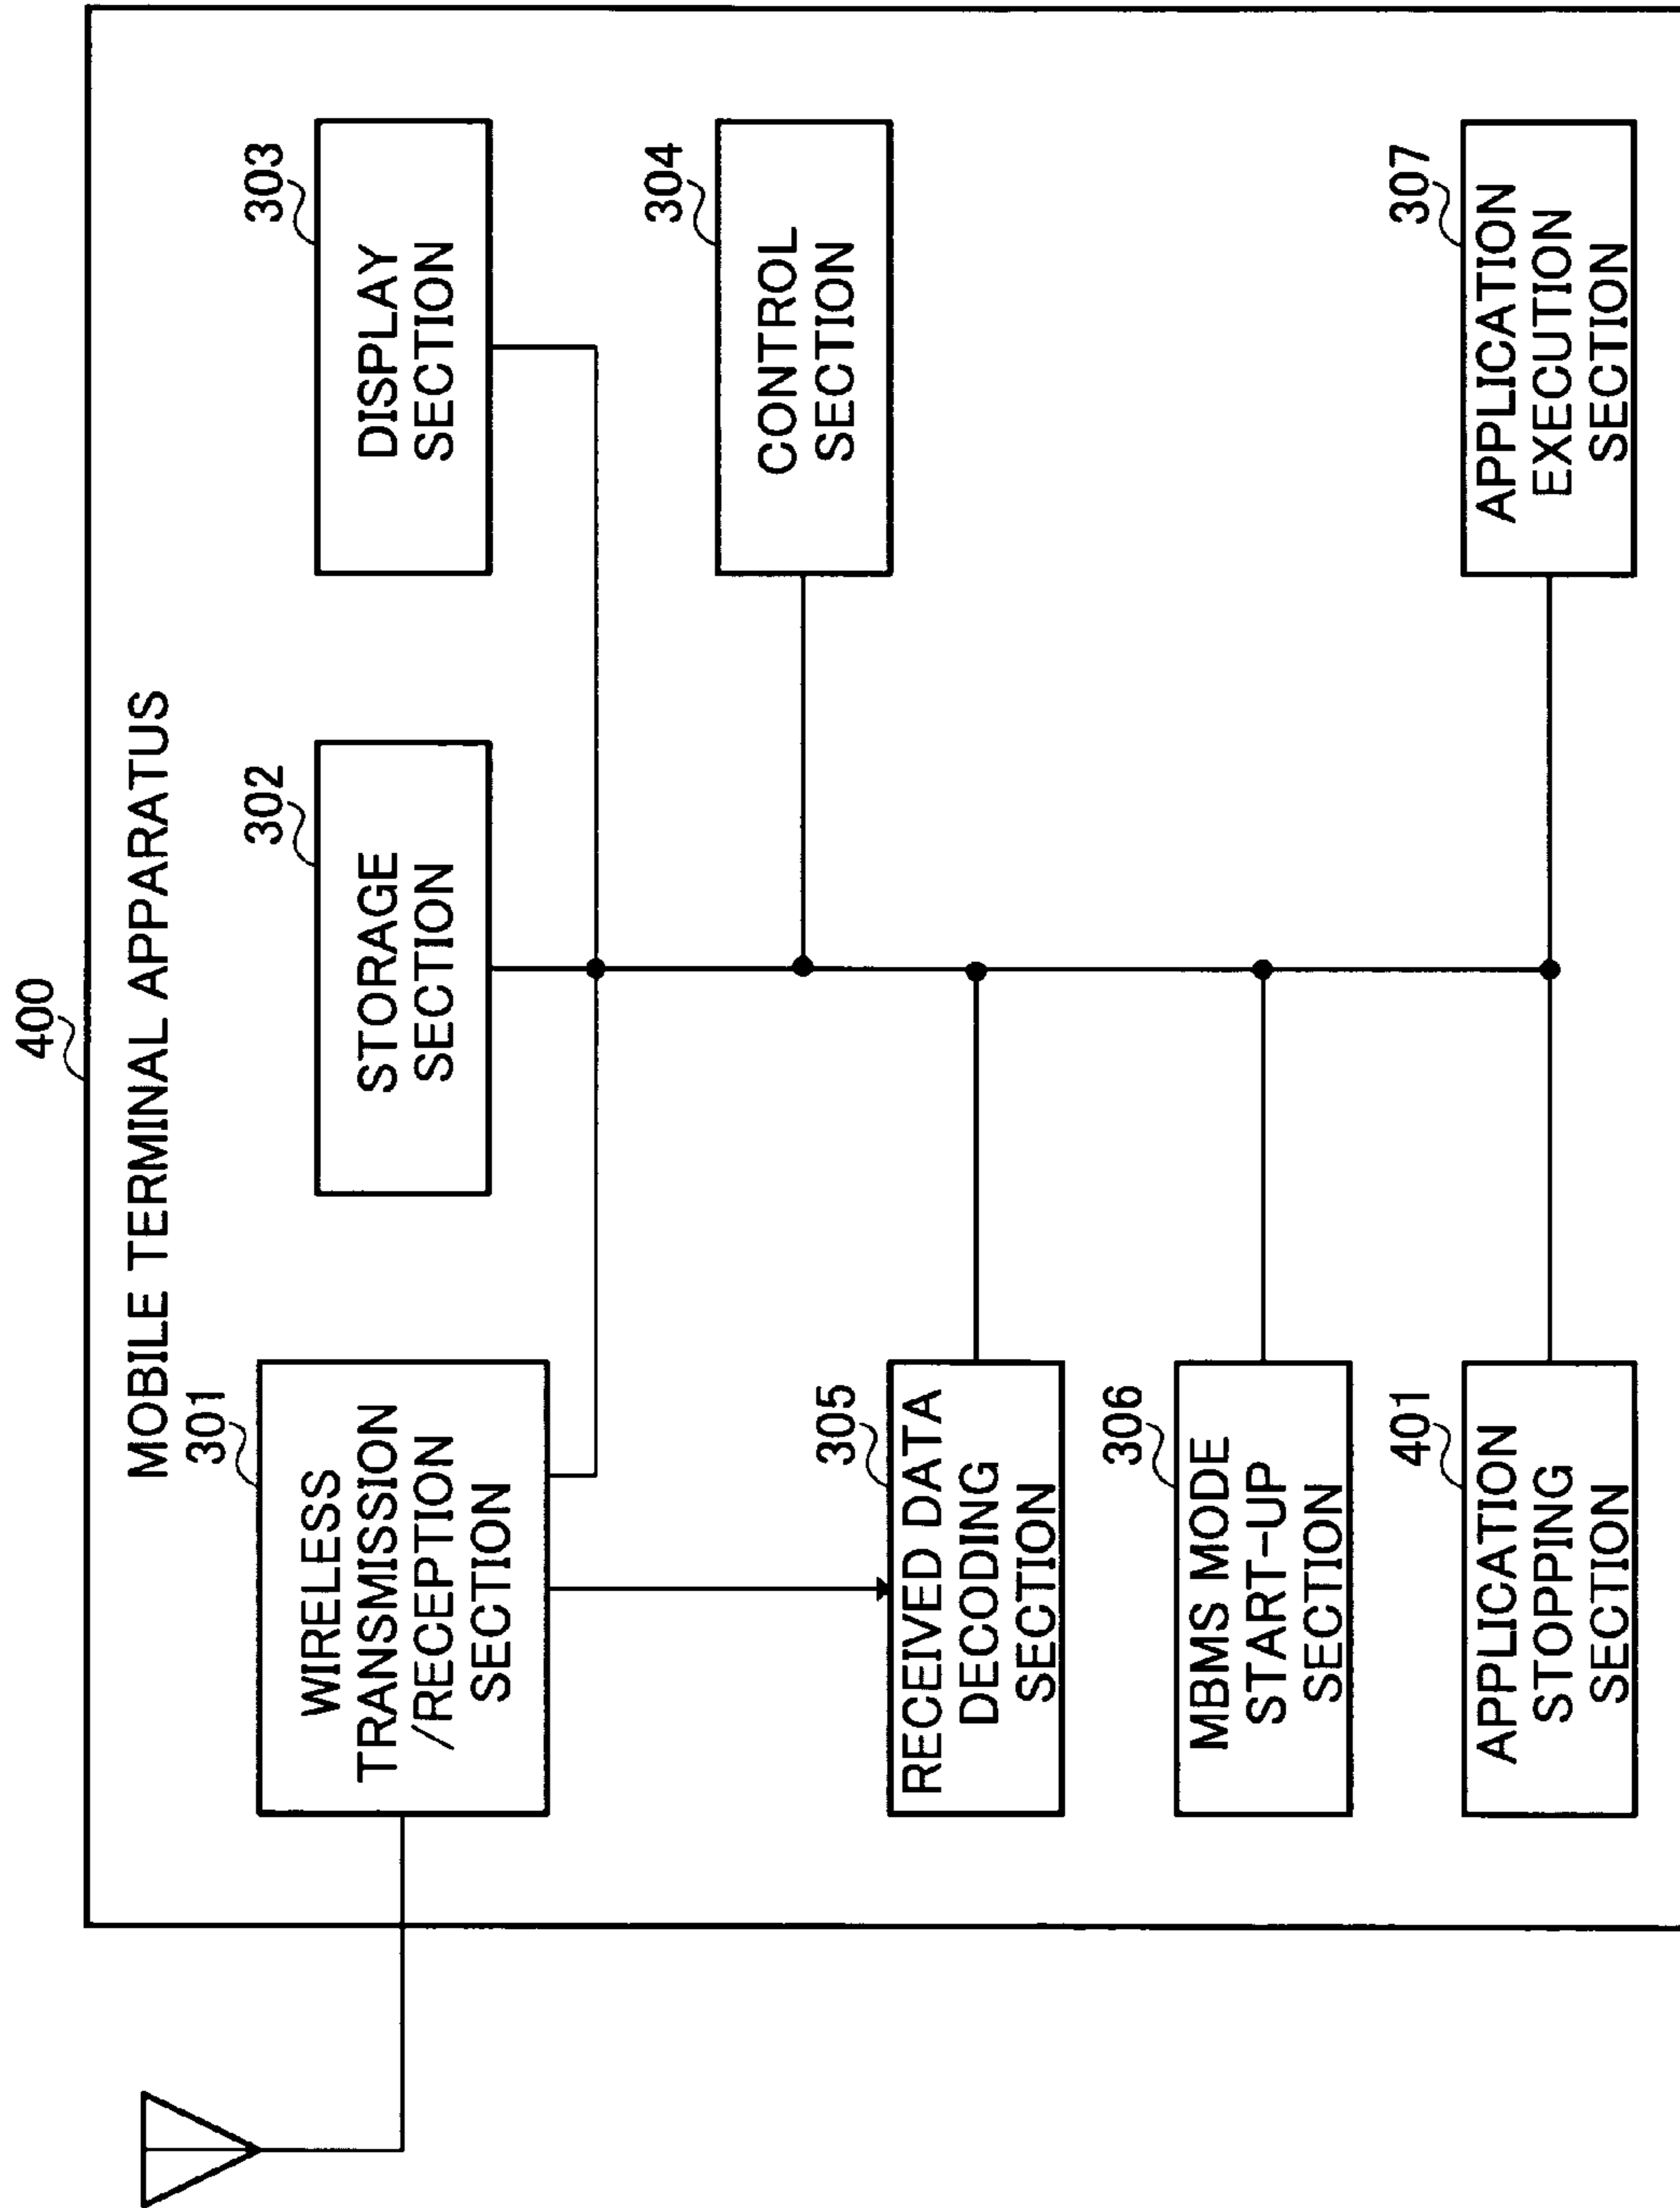 400
MOBILE TERMINAL APPARATUS
301
WIRELESS
TRANSMISSION
/RECEPTION
SECTION
302
STORAGE
SECTION
303
DISPLAY
SECTION
304
CONTROL
SECTION
305
RECEIVED DATA
DECODING
SECTION
306
MBMS MODE
START-UP
SECTION
401
APPLICATION
STOPPING
SECTION
307
APPLICATION
EXECUTION
SECTION